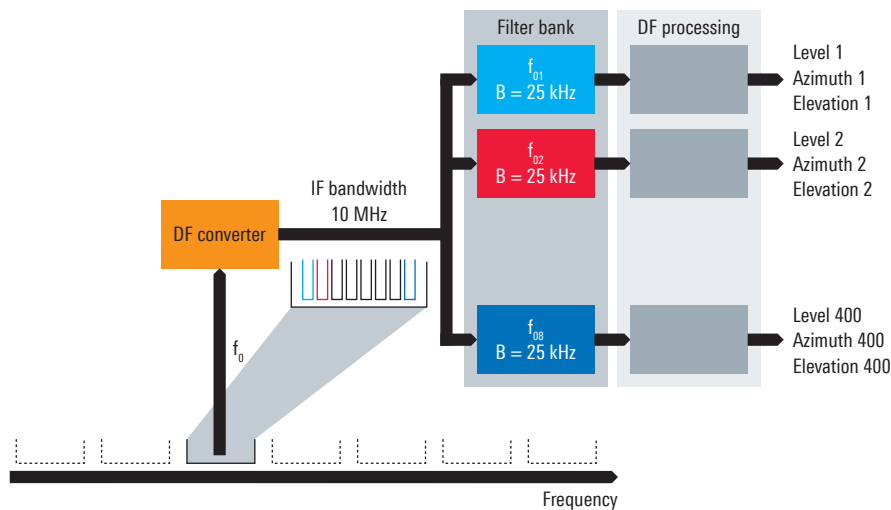 Filter bank
DF processing
f01
B = 25 kHz
Level 1
Azimuth 1
Elevation 1
f02
B = 25 kHz
Level 2
Azimuth 2
Elevation 2
IF bandwidth
10 MHz
DF converter
f08
B = 25 kHz
Level 400
Azimuth 400
Elevation 400
f0
Frequency